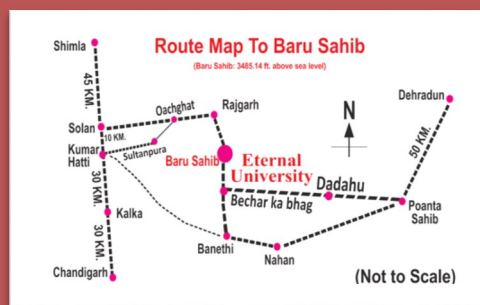 Route Map To Baru Sahib
(Baru Sahib: 3485.14 ft. above sea level)
Shimla
45 KM.
Oachghat
Rajgarh
N
Dehradun
Solan
10 KM.
Kumar
Hatti
Sultanpura
Baru Sahib
Eternal
University
50 KM.
30 KM.
Bechar ka bhag
Dadahu
Poanta
Sahib
Kalka
30 KM.
Banethi
Nahan
Chandigarh
(Not to Scale)